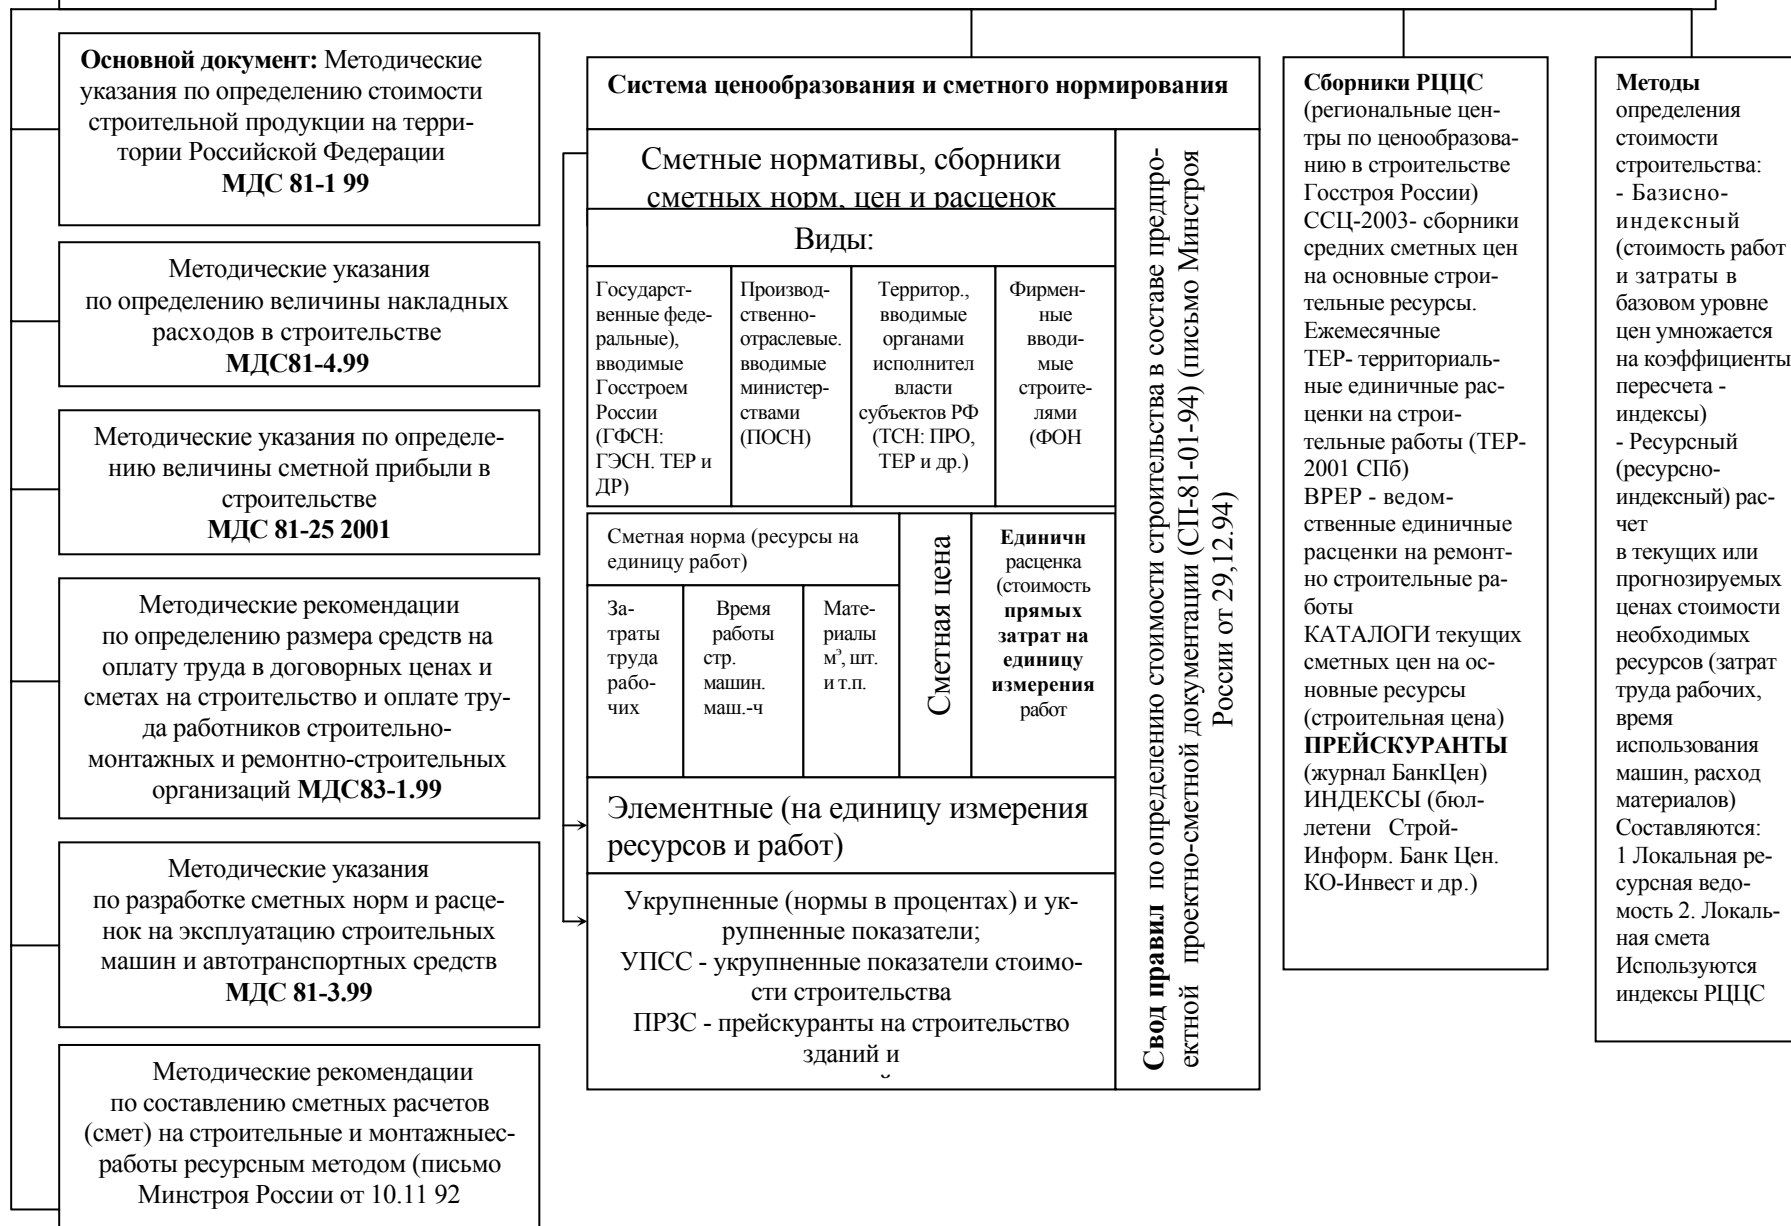 Основной документ: Методические
указания по определению стоимости
строительной продукции на терри-
тории Российской Федерации
МДС 81-1 99
Методические указания
по определению величины накладных
расходов в строительстве
МДС81-4.99
Методические указания по определе-
нию величины сметной прибыли в
строительстве
МДС 81-25 2001
Методические рекомендации
по определению размера средств на
оплату труда в договорных ценах и
сметах на строительство и оплате тру-
да работников строительно-
монтажных и ремонтно-строительных
организаций МДС83-1.99
Методические указания
по разработке сметных норм и расце-
нок на эксплуатацию строительных
машин и автотранспортных средств
МДС 81-3.99
Методические рекомендации
по составлению сметных расчетов
(смет) на строительные и монтажныес-
работы ресурсным методом (письмо
Минстроя России от 10.11 92
Система ценообразования и сметного нормирования
Сметные нормативы, сборники
сметных норм, цен и расценок
Виды:
Государст-
венные феде-
ральные),
вводимые
Госстроем
России
(ГФСН:
ГЭСН. ТЕР и
ДР)
Производ-
ственно-
отраслевые.
вводимые
министер-
ствами
(ПОСН)
Территор.,
вводимые
органами
исполнител
власти
субъектов РФ
(ТСН: ПРО,
ТЕР и др.)
Фирмен-
ные
вводи-
мые
строите-
лями
(ФОН
Сметная норма (ресурсы на
единицу работ)
За-
траты
труда
рабо-
чих
Время
работы
стр.
машин.
маш.-ч
Мате-
риалы
м³, шт.
и т.п.
Сметная цена
Единичн
расценка
(стоимость
прямых
затрат на
единицу
измерения
работ
Элементные (на единицу измерения
ресурсов и работ)
Укрупненные (нормы в процентах) и ук-
рупненные показатели;
УПСС - укрупненные показатели стоимо-
сти строительства
ПРЗС - прейскуранты на строительство
зданий и
Свод правил по определению стоимости строительства в составе предпро-
ектной проектно-сметной документации (СП-81-01-94) (письмо Минстроя
России от 29,12.94)
Сборники РЦЦС
(региональные цен-
тры по ценообразова-
нию в строительстве
Госстроя России)
ССЦ-2003- сборники
средних сметных цен
на основные строи-
тельные ресурсы.
Ежемесячные
ТЕР- территориаль-
ные единичные рас-
ценки на строи-
тельные работы (ТЕР-
2001 СПб)
ВРЕР - ведом-
ственные единичные
расценки на ремонт-
но строительные ра-
боты
КАТАЛОГИ текущих
сметных цен на ос-
новные ресурсы
(строительная цена)
ПРЕЙСКУРАНТЫ
(журнал БанкЦен)
ИНДЕКСЫ (бюл-
летени Строй-
Информ. Банк Цен.
КО-Инвест и др.)
Методы
определения
стоимости
строительства:
- Базисно-
индексный
(стоимость работ
и затраты в
базовом уровне
цен умножается
на коэффициенты
пересчета -
индексы)
- Ресурсный
(ресурсно-
индексный) рас-
чет
в текущих или
прогнозируемых
ценах стоимости
необходимых
ресурсов (затрат
труда рабочих,
время
использования
машин, расход
материалов)
Составляются:
1 Локальная ре-
сурсная ведо-
мость 2. Локаль-
ная смета
Используются
индексы РЦЦС